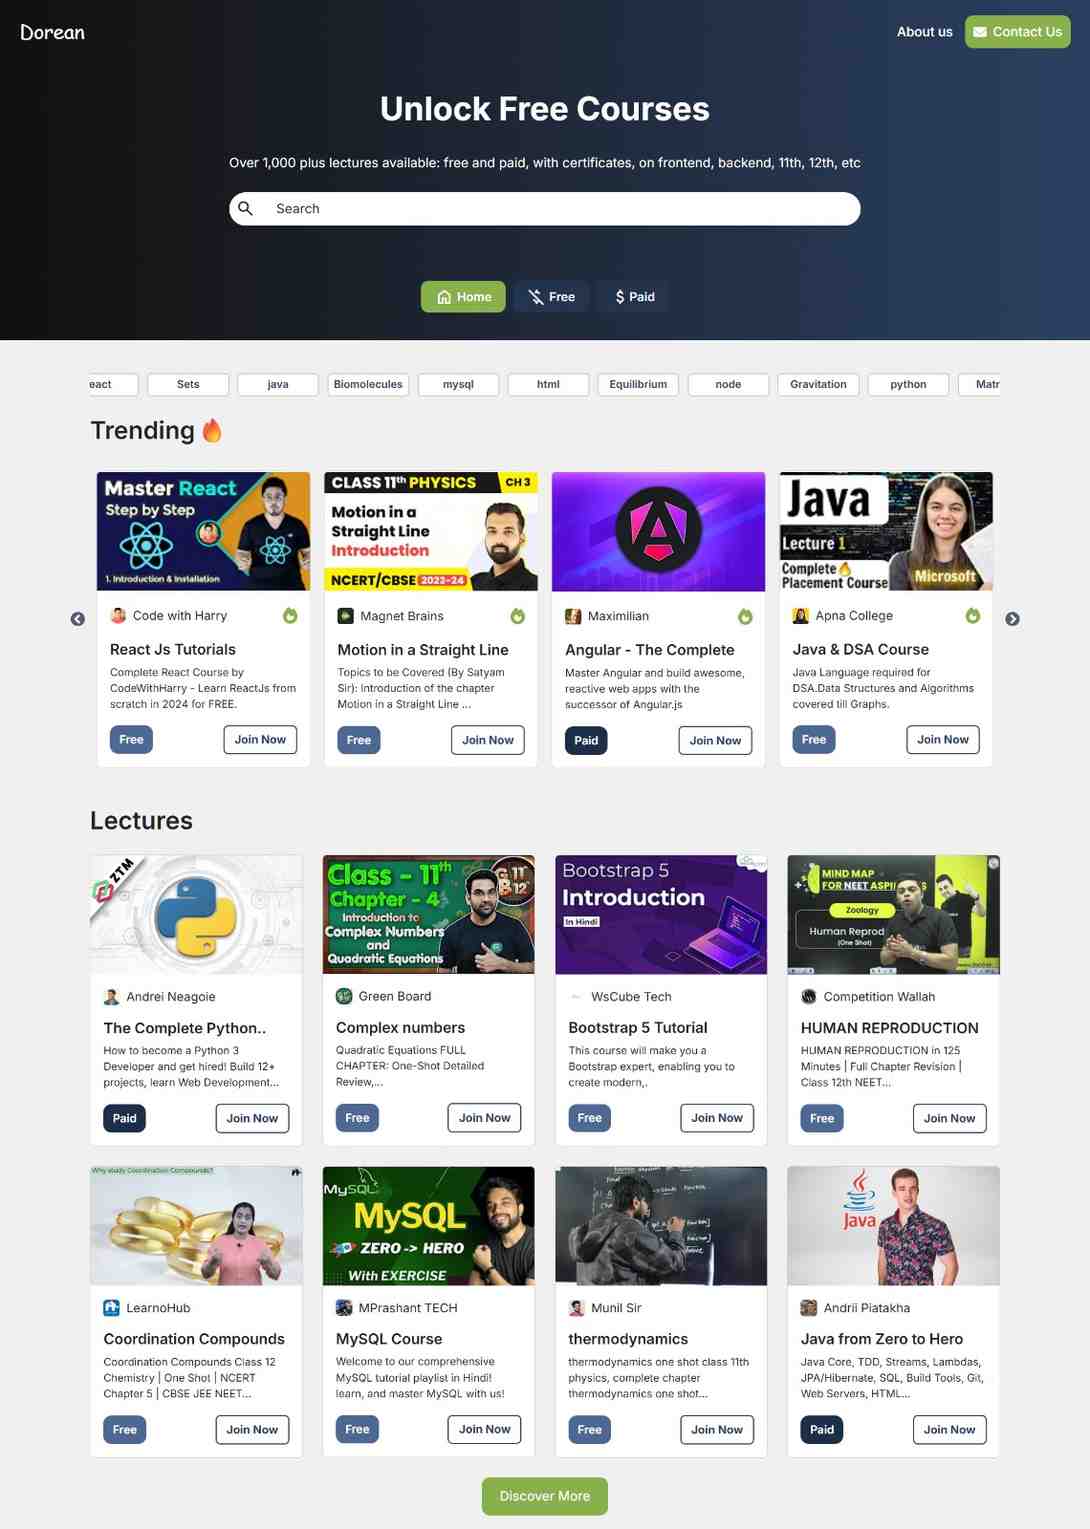 Dorean
About us
Contact Us
Unlock Free Courses
Over 1,000 plus lectures available: free and paid, with certificates, on frontend, backend, 11th, 12th, etc
Search
Home
Free
Paid
eact
Sets
java
Biomolecules
mysql
html
Equilibrium
node
Gravitation
python
Matr
Trending
Master React
Step by Step
1. Introduction & Installation
Code with Harry
React Js Tutorials
Complete React Course by
CodeWithHarry - Learn ReactJs from
scratch in 2024 for FREE.
Free
Join Now
CLASS 11th PHYSICS
CH 3
Motion in a
Straight Line
Introduction
NCERT/CBSE 2023-24
Magnet Brains
Motion in a Straight Line
Topics to be Covered (By Satyam
Sir): Introduction of the chapter
Motion in a Straight Line ...
Free
Join Now
Maximilian
Angular - The Complete
Master Angular and build awesome,
reactive web apps with the
successor of Angular.js
Paid
Join Now
Java
Lecture 1
Complete
Placement Course
Microsoft
Apna College
Java & DSA Course
Java Language required for
DSA.Data Structures and Algorithms
covered till Graphs.
Free
Join Now
Lectures
ZTM
Andrei Neagoie
The Complete Python..
How to become a Python 3
Developer and get hired! Build 12+
projects, learn Web Development...
Paid
Join Now
Class - 11th
Chapter - 4
Introduction to
Complex Numbers
and
Quadratic Equations
Green Board
Complex numbers
Quadratic Equations FULL
CHAPTER: One-Shot Detailed
Review,...
Free
Join Now
Bootstrap 5
Introduction
In Hindi
WsCube Tech
Bootstrap 5 Tutorial
This course will make you a
Bootstrap expert, enabling you to
create modern,.
Free
Join Now
MIND MAP
FOR NEET
Zoology
Human Reprod
(One Shot)
Competition Wallah
HUMAN REPRODUCTION
HUMAN REPRODUCTION in 125
Minutes | Full Chapter Revision |
Class 12th NEET...
Free
Join Now
Why study Coordination Compounds?
LearnoHub
Coordination Compounds
Coordination Compounds Class 12
Chemistry | One Shot | NCERT
Chapter 5 | CBSE JEE NEET...
Free
Join Now
MySQL
MySQL
ZERO -> HERO
With EXERCISE
MPrashant TECH
MySQL Course
Welcome to our comprehensive
MySQL tutorial playlist in Hindi!
learn, and master MySQL with us!
Free
Join Now
Munil Sir
thermodynamics
thermodynamics one shot class 11th
physics, complete chapter
thermodynamics one shot...
Free
Join Now
Java
Andrii Piatakha
Java from Zero to Hero
Java Core, TDD, Streams, Lambdas,
JPA/Hibernate, SQL, Build Tools, Git,
Web Servers, HTML...
Paid
Join Now
Discover More